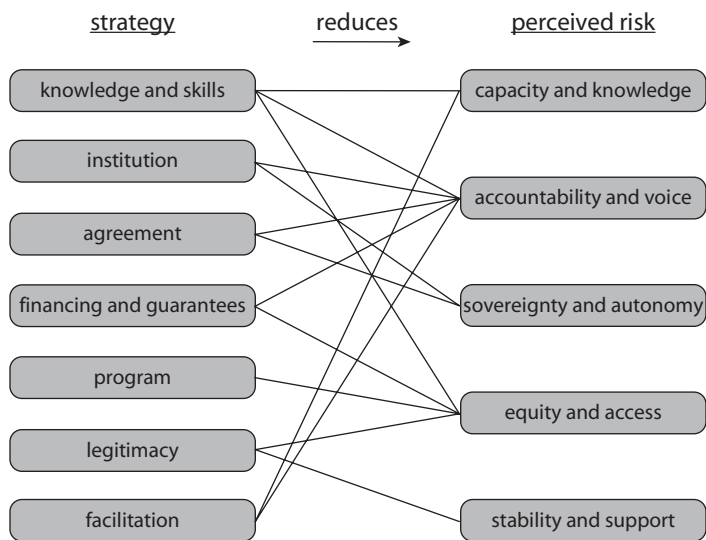 strategy
reduces
perceived risk
knowledge and skills
capacity and knowledge
institution
accountability and voice
agreement
financing and guarantees
sovereignty and autonomy
program
equity and access
legitimacy
facilitation
stability and support